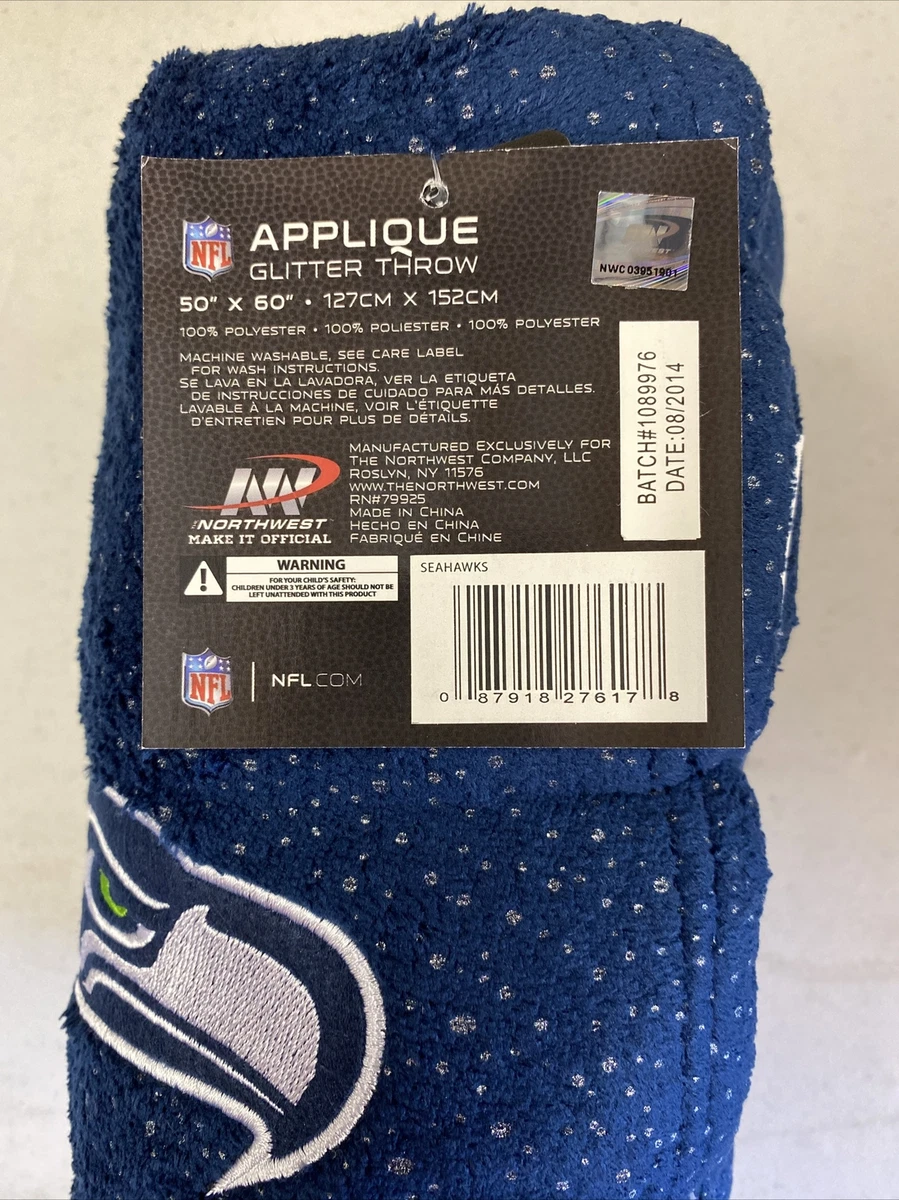 NFL
APPLIQUE
GLITTER THROW
50" X 60" • 127CM X 152CM
100% POLYESTER • 100% POLIESTER • 100% POLYESTER
MACHINE WASHABLE, SEE CARE LABEL
FOR WASH INSTRUCTIONS.
SE LAVA EN LA LAVADORA, VER LA ETIQUETA
DE INSTRUCCIONES DE CUIDADO PARA MÁS DETALLES.
LAVABLE À LA MACHINE, VOIR L'ÉTIQUETTE
D'ENTRETIEN POUR PLUS DE DÉTAILS.
NWC03951901
BATCH#1089976
DATE:08/2014
THE NORTHWEST
MAKE IT OFFICIAL
MANUFACTURED EXCLUSIVELY FOR
THE NORTHWEST COMPANY, LLC
ROSLYN, NY 11576
WWW.THENORTHWEST.COM
RN#79925
MADE IN CHINA
HECHO EN CHINA
FABRIQUÉ EN CHINE
WARNING
FOR YOUR CHILD'S SAFETY:
CHILDREN UNDER 3 YEARS OF AGE SHOULD NOT BE
LEFT UNATTENDED WITH THIS PRODUCT
SEAHAWKS
0 87918 27617 8
NFL
NFL.COM